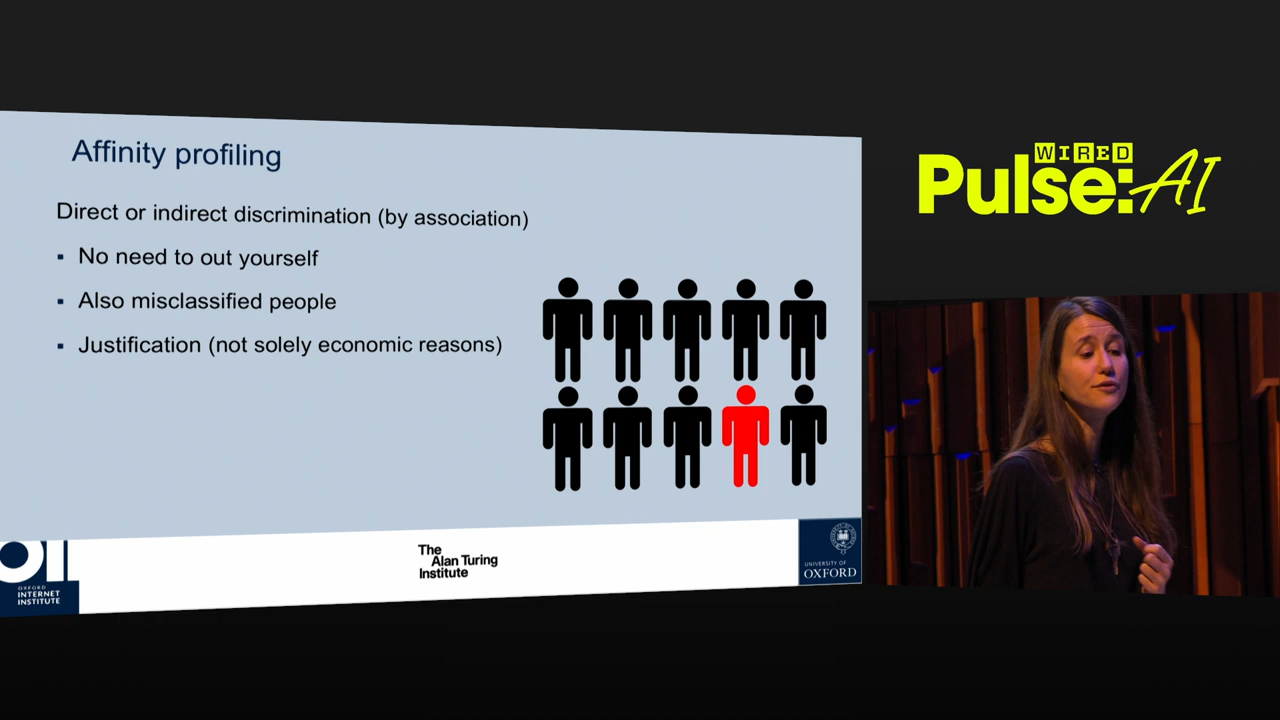 Affinity profiling
Direct or indirect discrimination (by association)
▪ No need to out yourself
▪ Also misclassified people
▪ Justification (not solely economic reasons)
OII
OXFORD
INTERNET
INSTITUTE
The
Alan Turing
Institute
UNIVERSITY OF
OXFORD
WIRED
Pulse:AI